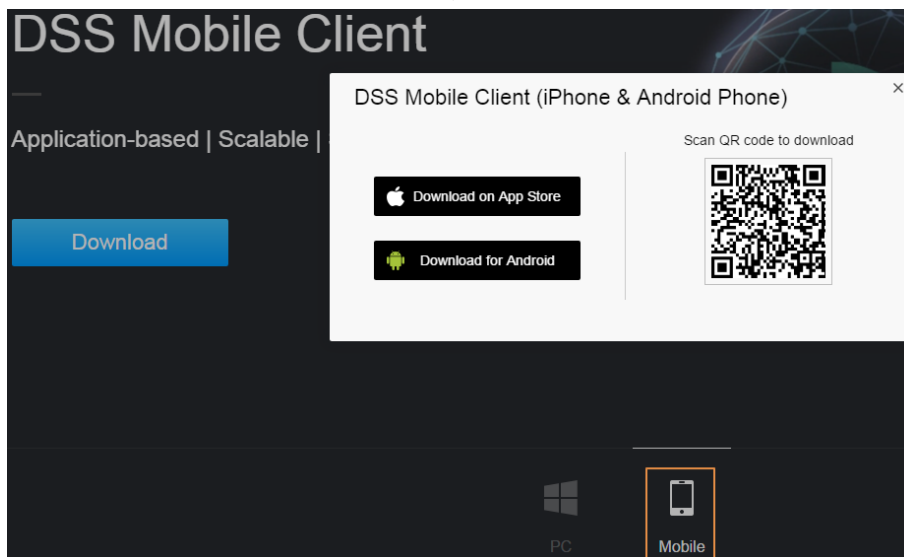 DSS Mobile Client
DSS Mobile Client (iPhone & Android Phone)
Application-based | Scalable |
Scan QR code to download
Download on App Store
Download for Android
Download
PC
Mobile